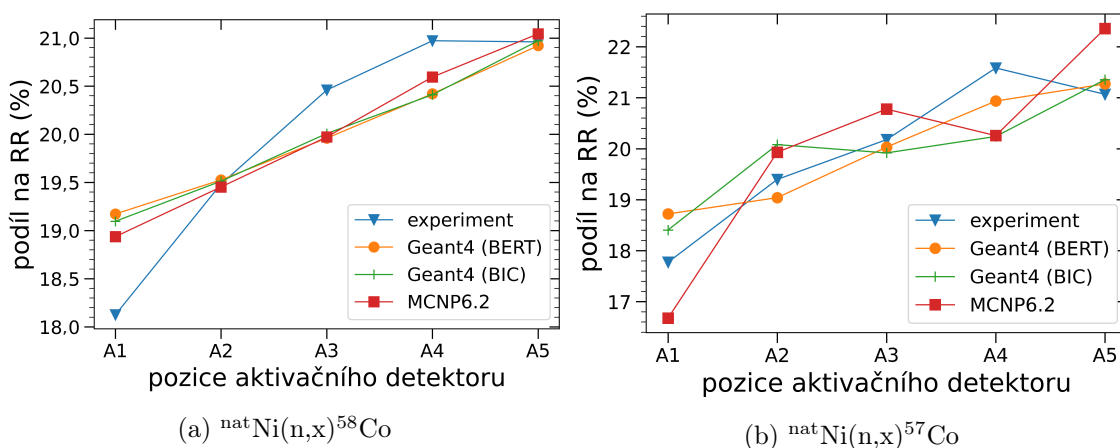 podíl na RR (%)
21,0
20,5
20,0
19,5
19,0
18,5
18,0
experiment
Geant4 (BERT)
Geant4 (BIC)
MCNP6.2
A1 A2 A3 A4 A5
pozice aktivačního detektoru
(a) ⁿᵃᵗNi(n,x)⁵⁸Co
podíl na RR (%)
22
21
20
19
18
17
experiment
Geant4 (BERT)
Geant4 (BIC)
MCNP6.2
A1 A2 A3 A4 A5
pozice aktivačního detektoru
(b) ⁿᵃᵗNi(n,x)⁵⁷Co